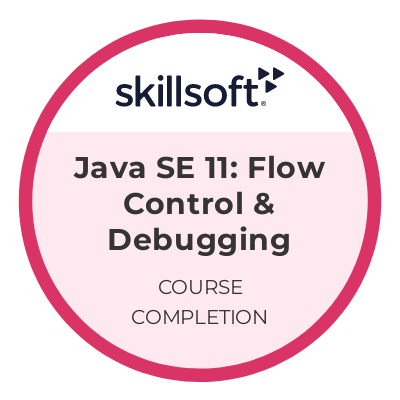 skillsoft®
Java SE 11: Flow
Control &
Debugging
COURSE
COMPLETION